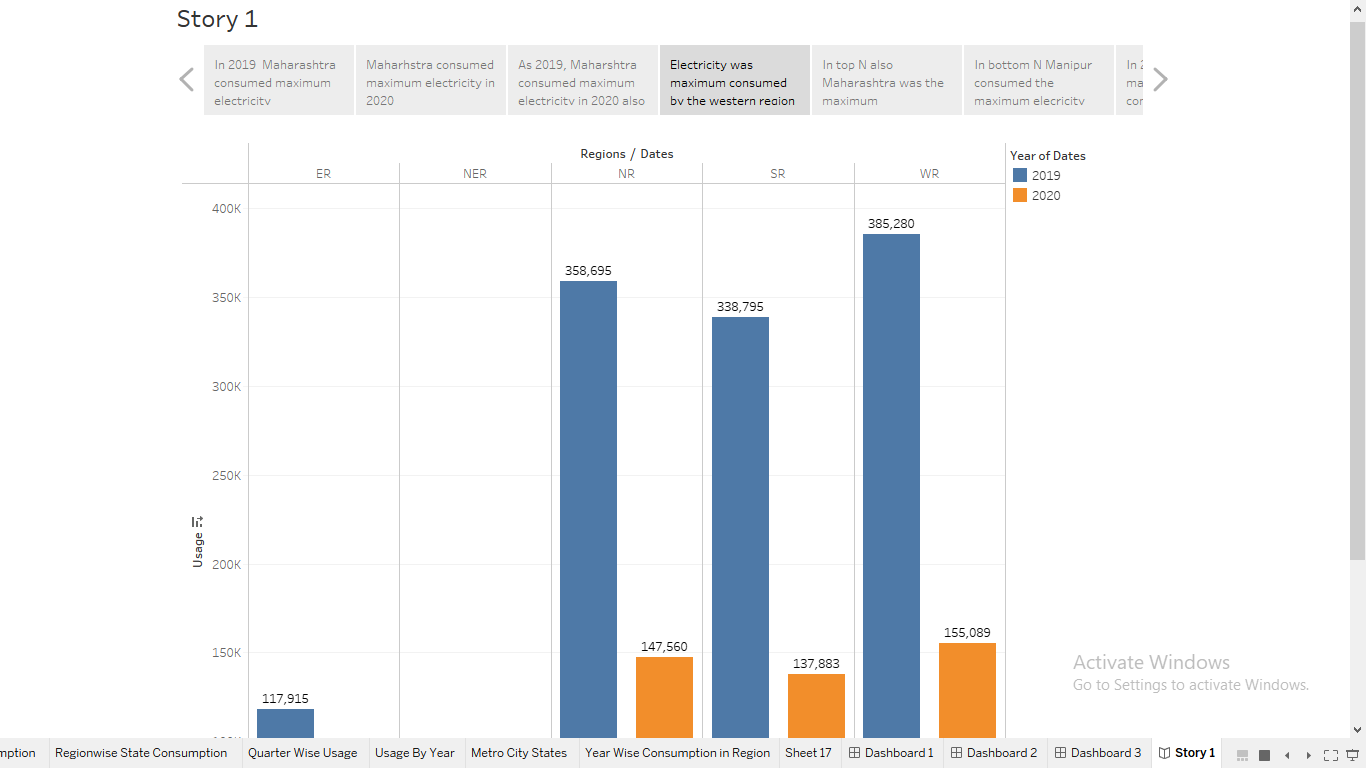 Story 1
In 2019 Maharashtra
consumed maximum
electricity
Maharhstra consumed
maximum electricity in
2020
As 2019, Maharshtra
consumed maximum
electricity in 2020 also
Electricity was
maximum consumed
by the western region
In top N also
Maharashtra was the
maximum
In bottom N Manipur
consumed the
maximum elecricity
Regions / Dates
ER NER NR SR WR
Year of Dates
2019
2020
400K
385,280
358,695
338,795
350K
300K
250K
Usage
200K
155,089
147,560
137,883
150K
117,915
Activate Windows
Go to Settings to activate Windows.
Regionwise State Consumption Quarter Wise Usage Usage By Year Metro City States Year Wise Consumption in Region Sheet 17 Dashboard 1 Dashboard 2 Dashboard 3 Story 1